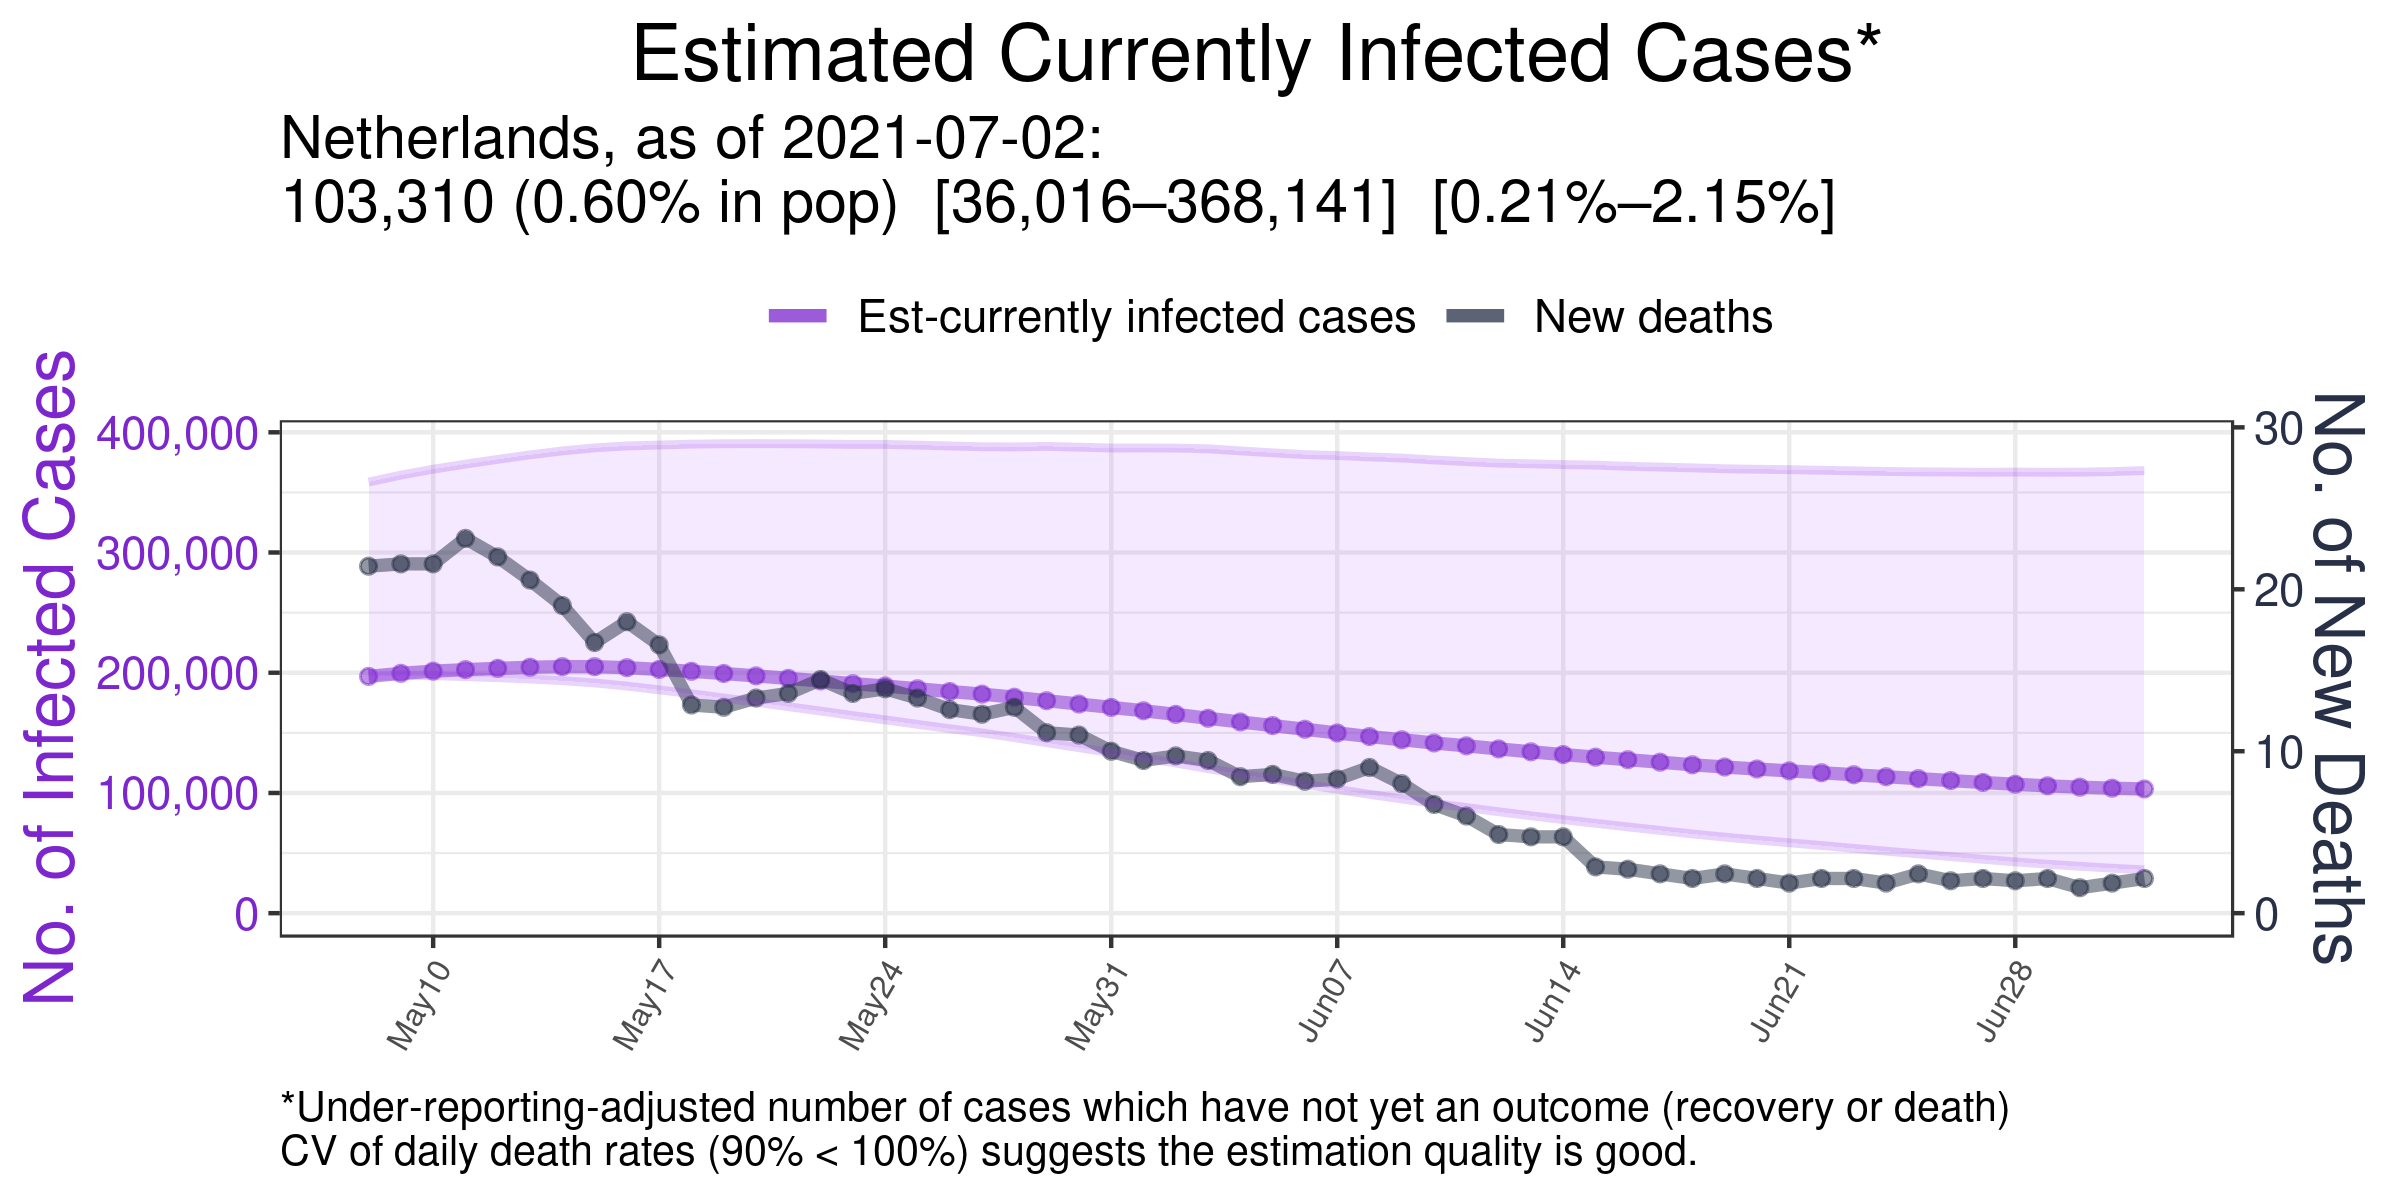 Estimated Currently Infected Cases*
Netherlands, as of 2021-07-02:
103,310 (0.60% in pop)  [36,016–368,141]  [0.21%–2.15%]
Est-currently infected cases
New deaths
No. of Infected Cases
400,000
300,000
200,000
100,000
0
30
20
10
0
No. of New Deaths
May10
May17
May24
May31
Jun07
Jun14
Jun21
Jun28
*Under-reporting-adjusted number of cases which have not yet an outcome (recovery or death)
CV of daily death rates (90% < 100%) suggests the estimation quality is good.